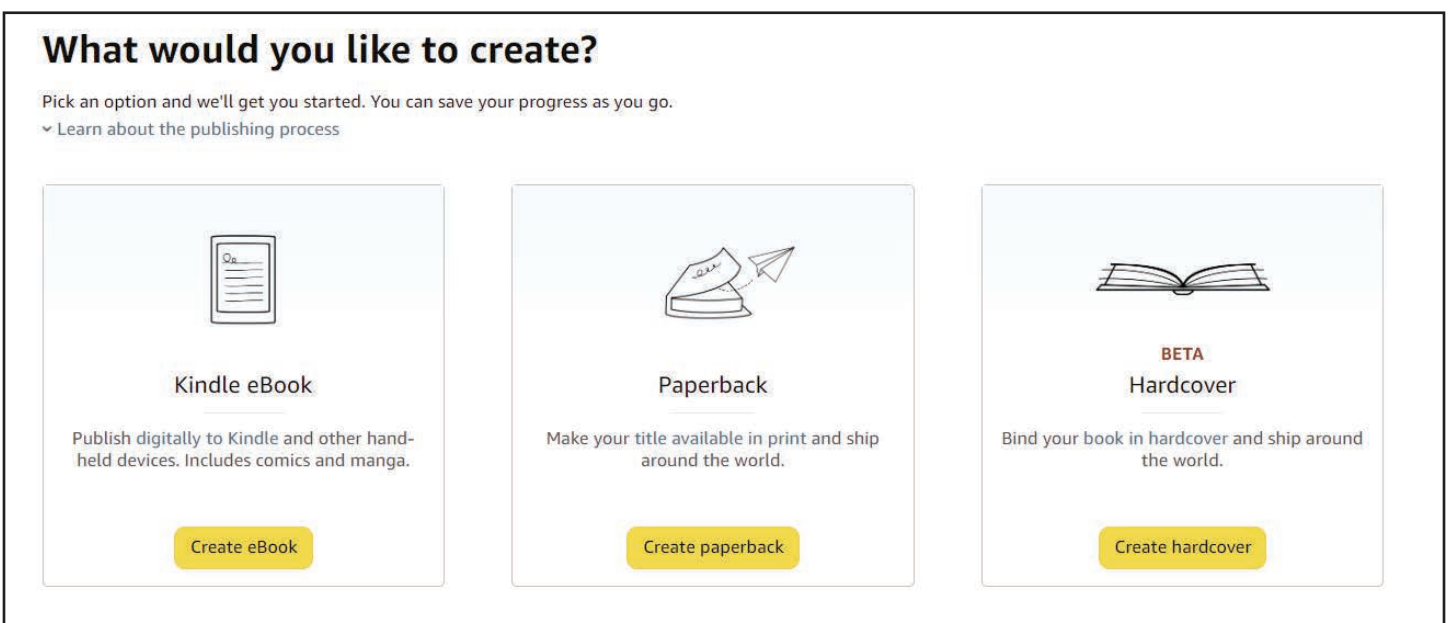 What would you like to create?
Pick an option and we'll get you started. You can save your progress as you go.
Learn about the publishing process
Kindle eBook
Publish digitally to Kindle and other hand-
held devices. Includes comics and manga.
Create eBook
Paperback
Make your title available in print and ship
around the world.
Create paperback
BETA
Hardcover
Bind your book in hardcover and ship around
the world.
Create hardcover